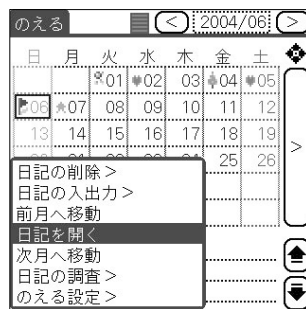 のえる < 2004/06 >
日 月 火 水 木 金 土
01 02 03 04 05
06 07 08 09 10 11 12
13 14 15 16 17 18 19
25 26
>
日記の削除 >
日記の入出力 >
前月へ移動
日記を開く
次月へ移動
日記の調査 >
のえる設定 >